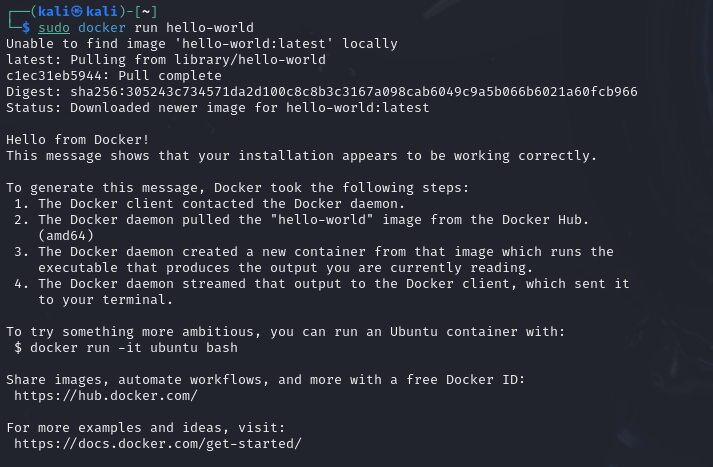 ┌──(kali㉿kali)-[~]
└─$ sudo docker run hello-world
Unable to find image 'hello-world:latest' locally
latest: Pulling from library/hello-world
c1ec31eb5944: Pull complete
Digest: sha256:305243c734571da2d100c8c8b3c3167a098cab6049c9a5b066b6021a60fcb966
Status: Downloaded newer image for hello-world:latest

Hello from Docker!
This message shows that your installation appears to be working correctly.

To generate this message, Docker took the following steps:
 1. The Docker client contacted the Docker daemon.
 2. The Docker daemon pulled the "hello-world" image from the Docker Hub.
    (amd64)
 3. The Docker daemon created a new container from that image which runs the
    executable that produces the output you are currently reading.
 4. The Docker daemon streamed that output to the Docker client, which sent it
    to your terminal.

To try something more ambitious, you can run an Ubuntu container with:
 $ docker run -it ubuntu bash

Share images, automate workflows, and more with a free Docker ID:
 https://hub.docker.com/

For more examples and ideas, visit:
 https://docs.docker.com/get-started/